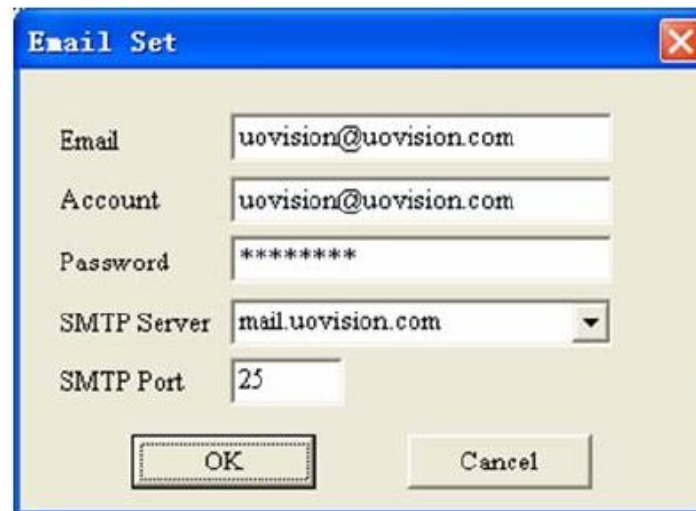 Email Set
Email uovision@uovision.com
Account uovision@uovision.com
Password ********
SMTP Server mail.uovision.com
SMTP Port 25
OK Cancel